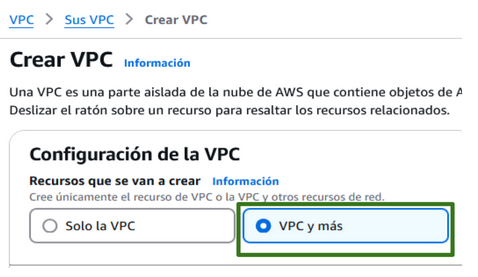 VPC > Sus VPC > Crear VPC
Crear VPC Información
Una VPC es una parte aislada de la nube de AWS que contiene objetos de A
Deslizar el ratón sobre un recurso para resaltar los recursos relacionados.
Configuración de la VPC
Recursos que se van a crear Información
Cree únicamente el recurso de VPC o la VPC y otros recursos de red.
Solo la VPC
VPC y más